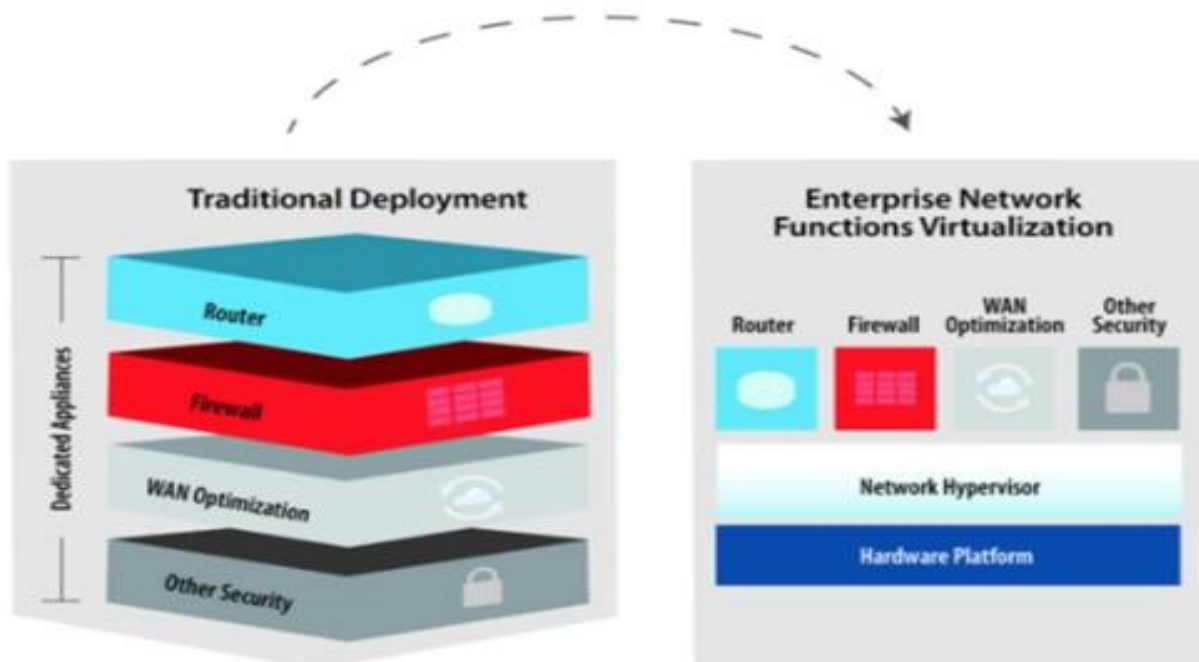 Traditional Deployment
Dedicated Appliances
Router
Firewall
WAN Optimization
Other Security
Enterprise Network
Functions Virtualization
Router
Firewall
WAN
Optimization
Other
Security
Network Hypervisor
Hardware Platform